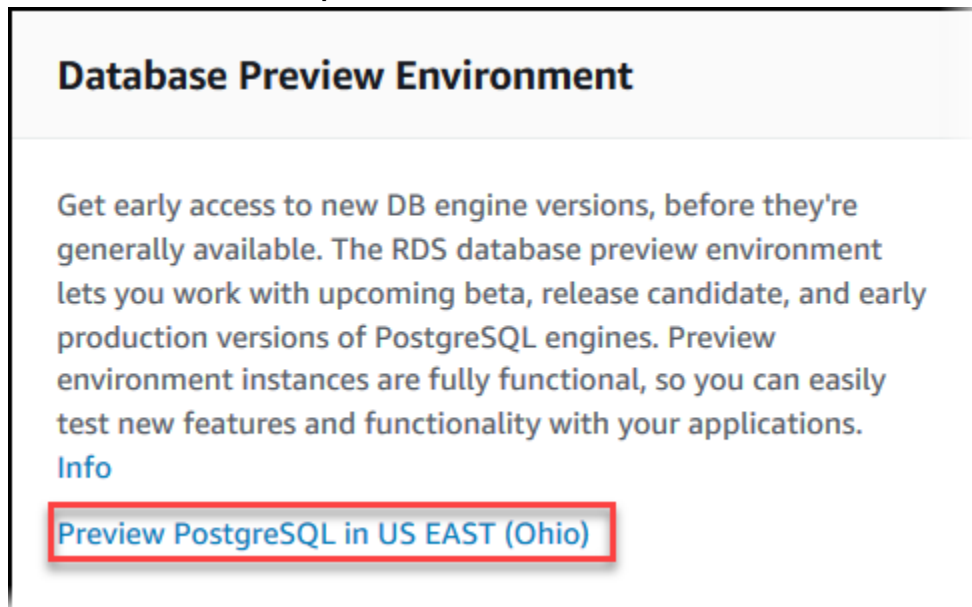 Database Preview Environment
Get early access to new DB engine versions, before they're
generally available. The RDS database preview environment
lets you work with upcoming beta, release candidate, and early
production versions of PostgreSQL engines. Preview
environment instances are fully functional, so you can easily
test new features and functionality with your applications.
Info
Preview PostgreSQL in US EAST (Ohio)